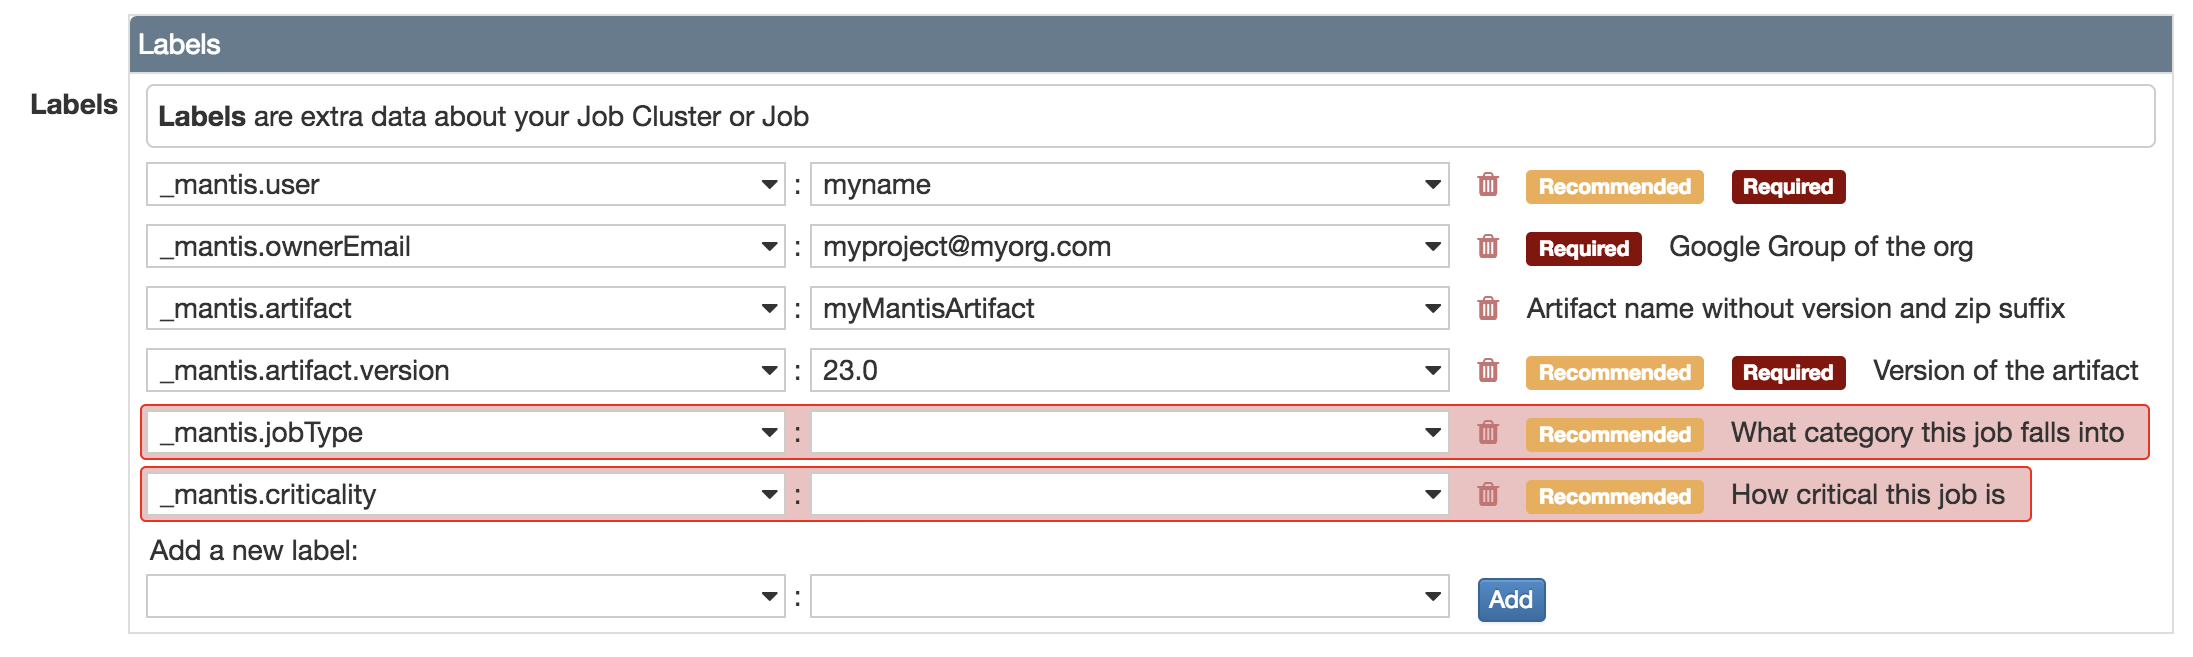 Labels
Labels
Labels are extra data about your Job Cluster or Job
_mantis.user : myname Recommended Required
_mantis.ownerEmail : myproject@myorg.com Required Google Group of the org
_mantis.artifact : myMantisArtifact Artifact name without version and zip suffix
_mantis.artifact.version : 23.0 Recommended Required Version of the artifact
_mantis.jobType : Recommended What category this job falls into
_mantis.criticality : Recommended How critical this job is
Add a new label:
: Add